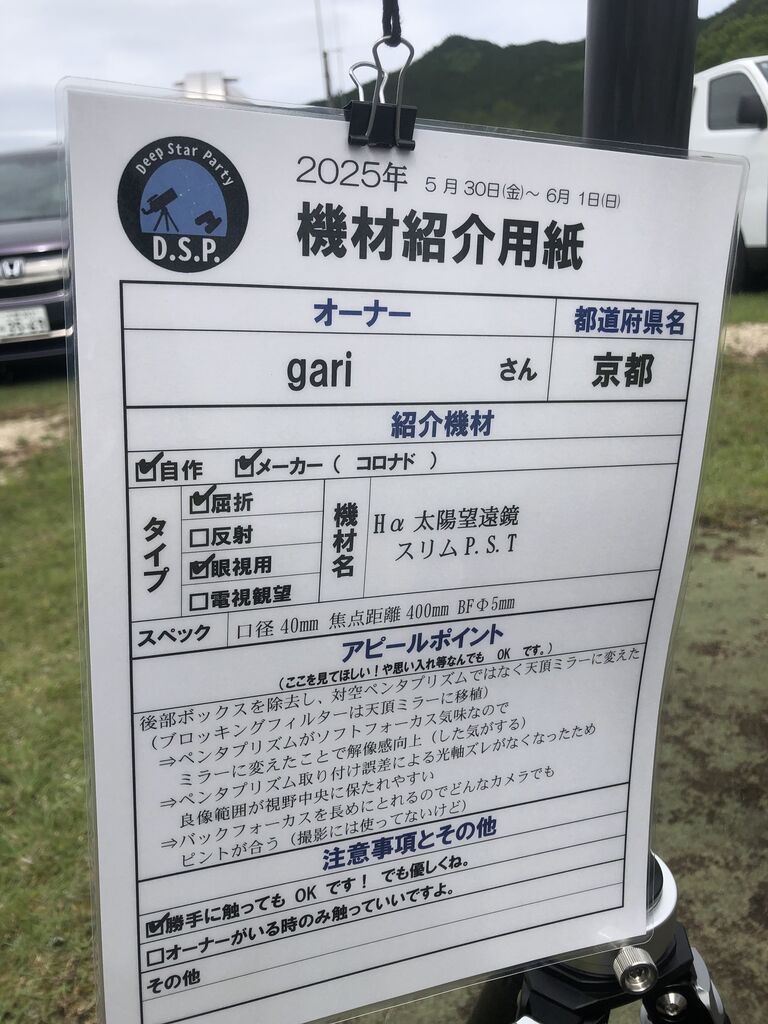 Deep Star Party
D.S.P.
2025年 5月30日(金)～ 6月 1日(日)
機材紹介用紙
オーナー 都道府県名
gari さん 京都
紹介機材
☑自作 ☑メーカー( コロナド )
タイプ
☑屈折
□反射
☑眼視用
□電視観望
機材名
Hα 太陽望遠鏡
スリムP.S.T
スペック 口径40mm 焦点距離400mm BFΦ5mm
アピールポイント
(ここを見てほしい！や思い入れ等なんでも OK です。)
後部ボックスを除去し、対空ペンタプリズムではなく天頂ミラーに変えた
(ブロッキングフィルターは天頂ミラーに移植)
⇒ペンタプリズムがソフトフォーカス気味なので
ミラーに変えたことで解像感向上(した気がする)
⇒ペンタプリズム取り付け誤差による光軸ズレがなくなったため
良像範囲が視野中央に保たれやすい
⇒バックフォーカスを長めにとれるのでどんなカメラでも
ピントが合う(撮影には使ってないけど)
注意事項とその他
☑勝手に触っても OK です！ でも優しくね。
□オーナーがいる時のみ触っていいですよ。
その他